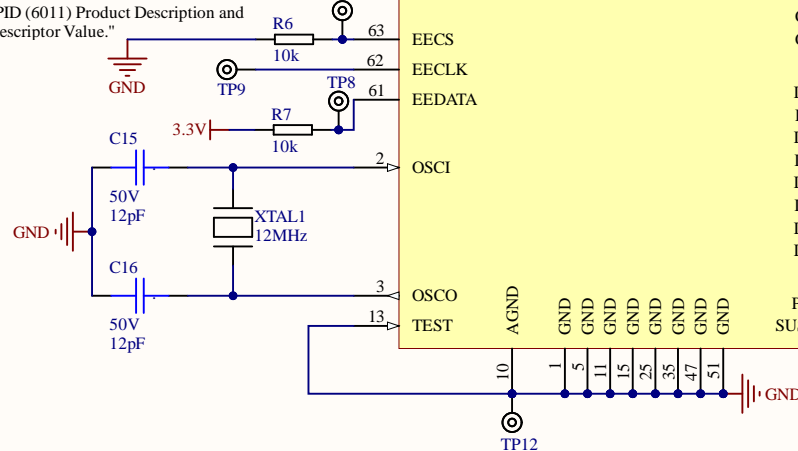 PID (6011) Product Description and
escriptor Value."
R6
10k
63
EECS
GND
62
EECLK
TP9
TP8
61
EEDATA
R7
3.3V
10k
C15
2
OSCI
50V
12pF
XTAL1
12MHz
GND
C16
3
OSCO
50V
12pF
13
TEST
AGND
GND
GND
GND
GND
GND
GND
GND
GND
SU
10
1
5
11
15
25
35
47
51
GND
TP12